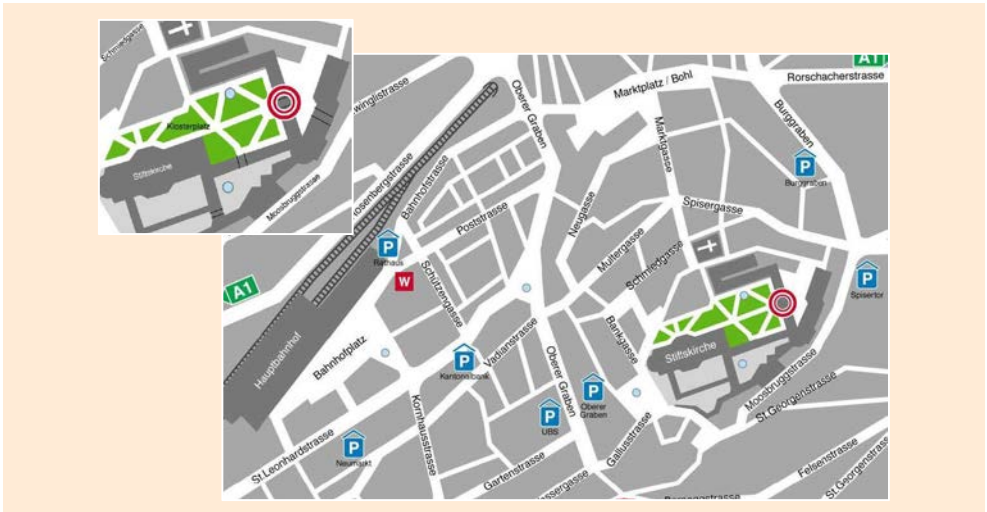 Schmiedgasse
Klosterplatz
Stiftskirche
Moosbruggstrasse
Zwinglistrasse
Rosenbergstrasse
Bahnhofstrasse
Oberer Graben
Marktplatz / Bohl
A1
Rorschacherstrasse
Burggraben
P
Burggraben
Marktgasse
Neugasse
Spisergasse
Poststrasse
Multergasse
Schmiedgasse
P
Rathaus
W
Schützengasse
P
Spisertor
A1
Hauptbahnhof
Bahnhofplatz
Vadianstrasse
Bankgasse
Stiftskirche
P
Kantonalbank
Oberer Graben
P
Oberer
Graben
P
UBS
Moosbruggstrasse
St.Georgenstrasse
Kornhausstrasse
Gallusstrasse
P
Neumarkt
St.Leonhardstrasse
Gartenstrasse
Felsenstrasse
St.Georgenstrasse